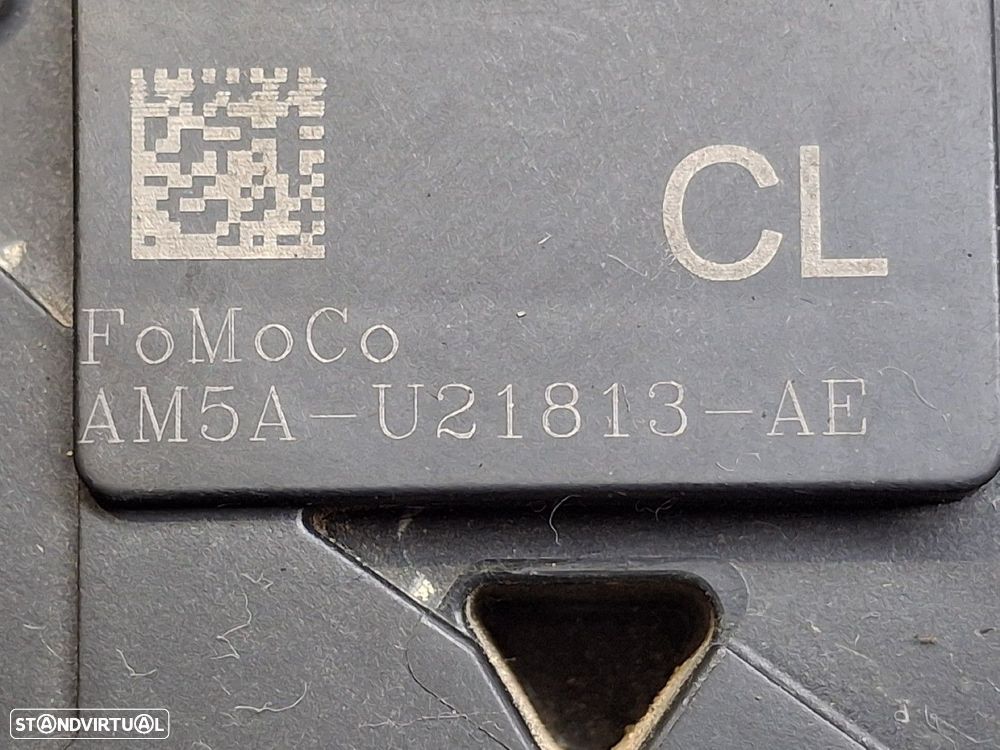 CL
FoMoCo
AM5A-U21813-AE
STANDVIRTUAL